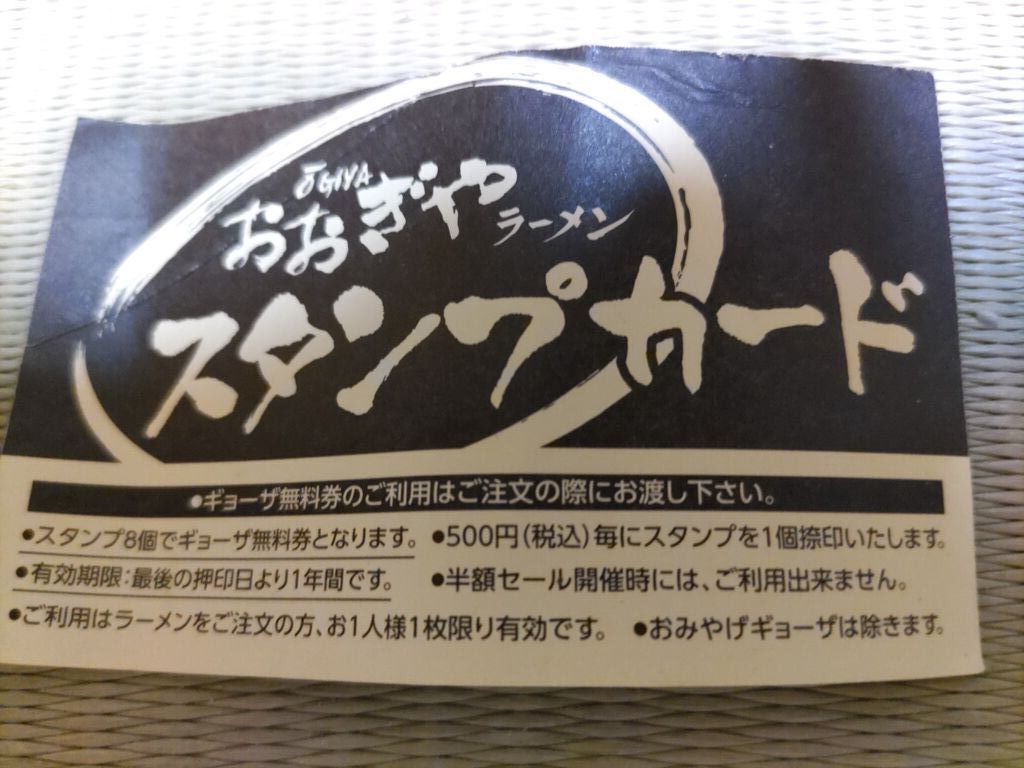 ŌGIYA
おおぎやラーメン
スタンプカード
●ギョーザ無料券のご利用はご注文の際にお渡し下さい。
●スタンプ8個でギョーザ無料券となります。 ●500円(税込)毎にスタンプを1個捺印いたします。
●有効期限:最後の押印日より1年間です。 ●半額セール開催時には、ご利用出来ません。
●ご利用はラーメンをご注文の方、お1人様1枚限り有効です。 ●おみやげギョーザは除きます。